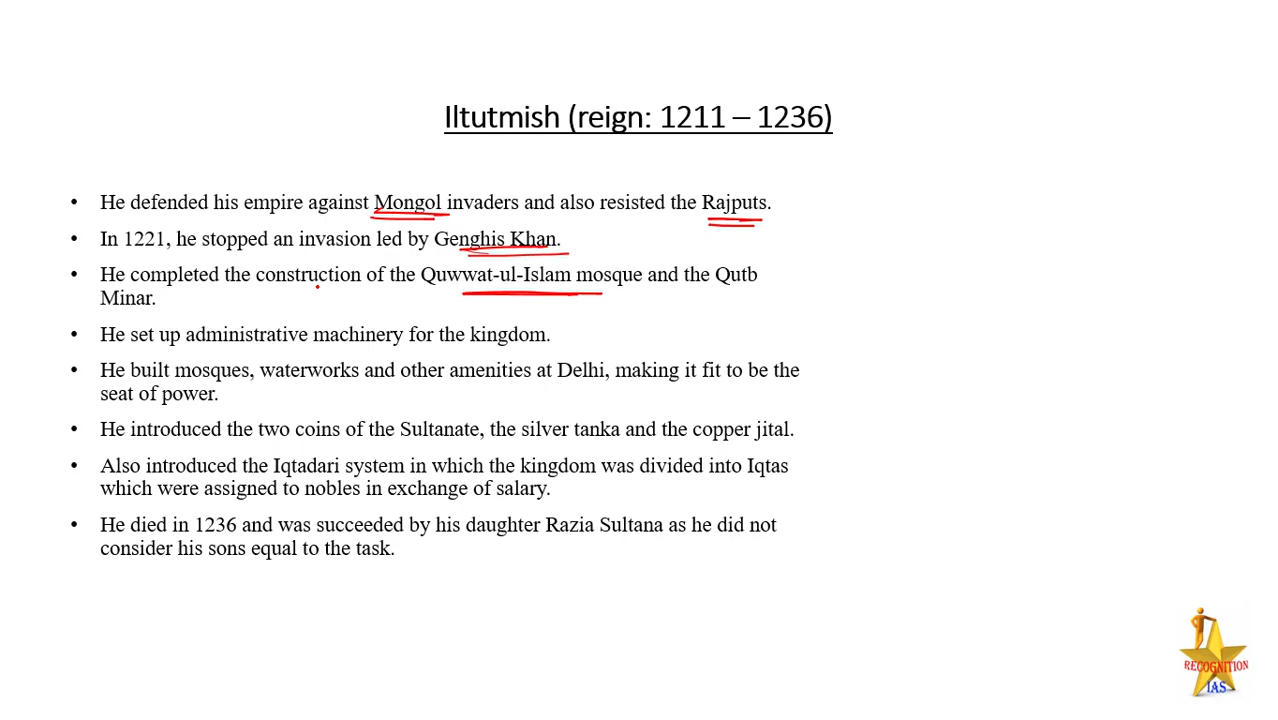 Iltutmish (reign: 1211 – 1236)
• He defended his empire against Mongol invaders and also resisted the Rajputs.
• In 1221, he stopped an invasion led by Genghis Khan.
• He completed the construction of the Quwwat-ul-Islam mosque and the Qutb
Minar.
• He set up administrative machinery for the kingdom.
• He built mosques, waterworks and other amenities at Delhi, making it fit to be the
seat of power.
• He introduced the two coins of the Sultanate, the silver tanka and the copper jital.
• Also introduced the Iqtadari system in which the kingdom was divided into Iqtas
which were assigned to nobles in exchange of salary.
• He died in 1236 and was succeeded by his daughter Razia Sultana as he did not
consider his sons equal to the task.
RECOGNITION
IAS